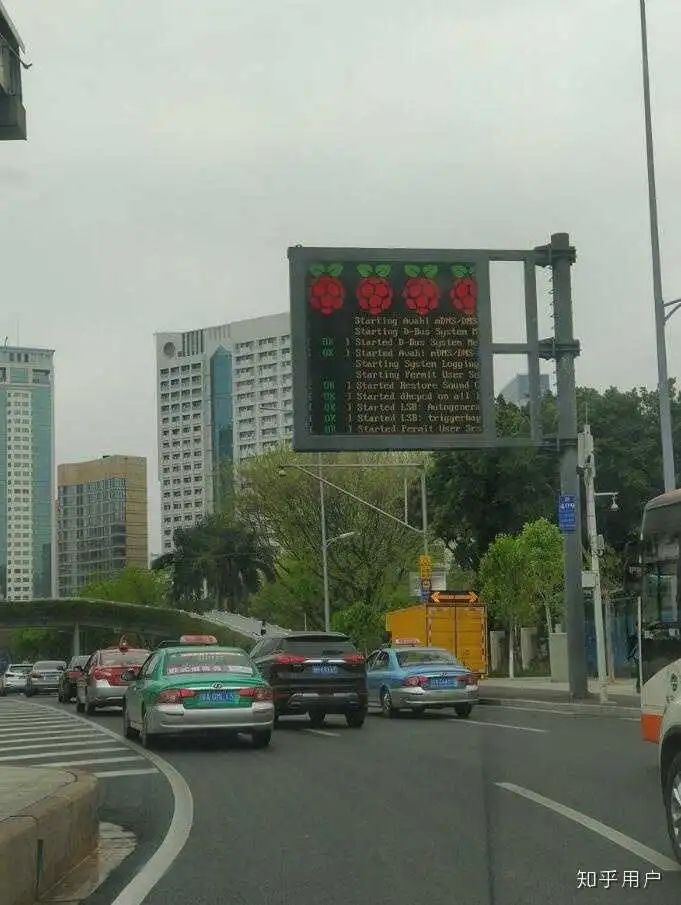 Starting Avahi mDNS/DNS
Starting D-Bus System M
OK ] Started D-Bus System Me
OK ] Started Avahi mDNS/DNS
Starting System Logging
Starting Permit User S
OK ] Started Restore Sound C
OK ] Started dhcpcd on all
OK ] Started LSB: Autogenera
OK ] Started LSB: triggerhap
OK ] Started Permit User Ses
知乎用户